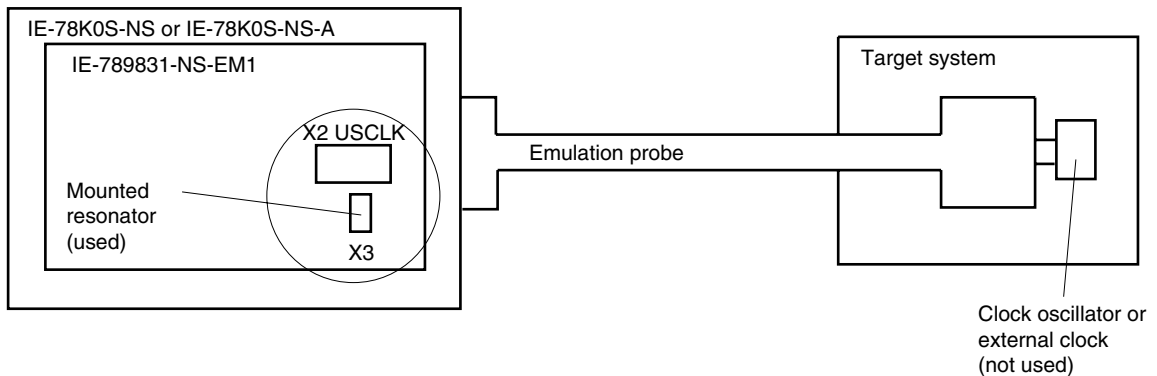 IE-78K0S-NS or IE-78K0S-NS-A
IE-789831-NS-EM1
X2 USCLK
Mounted
resonator
(used)
X3
Emulation probe
Target system
Clock oscillator or
external clock
(not used)